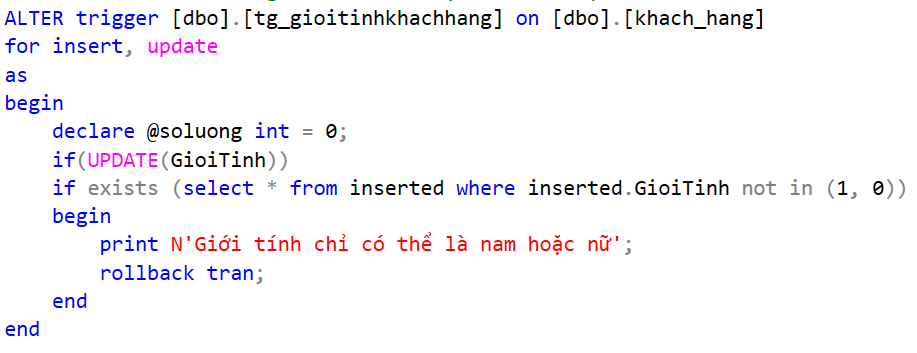 ALTER trigger [dbo].[tg_gioitinhkhachhang] on [dbo].[khach_hang]
for insert, update
as
begin
    declare @soluong int = 0;
    if(UPDATE(GioiTinh))
    if exists (select * from inserted where inserted.GioiTinh not in (1, 0))
    begin
        print N'Giới tính chỉ có thể là nam hoặc nữ';
        rollback tran;
    end
end